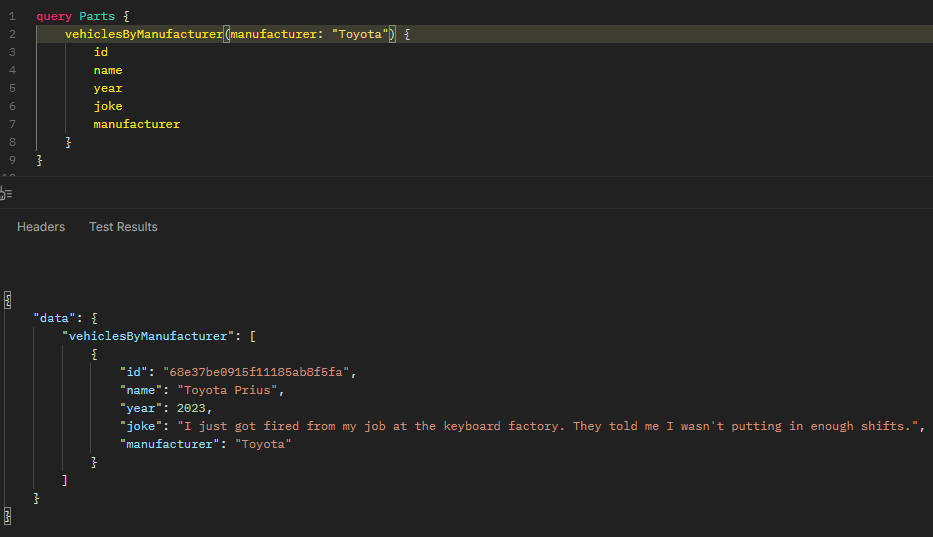 1 query Parts {
2 vehiclesByManufacturer(manufacturer: "Toyota") {
3 id
4 name
5 year
6 joke
7 manufacturer
8 }
9 }
Headers Test Results
{
"data": {
"vehiclesByManufacturer": [
{
"id": "68e37be0915f11185ab8f5fa",
"name": "Toyota Prius",
"year": 2023,
"joke": "I just got fired from my job at the keyboard factory. They told me I wasn't putting in enough shifts.",
"manufacturer": "Toyota"
}
]
}
}